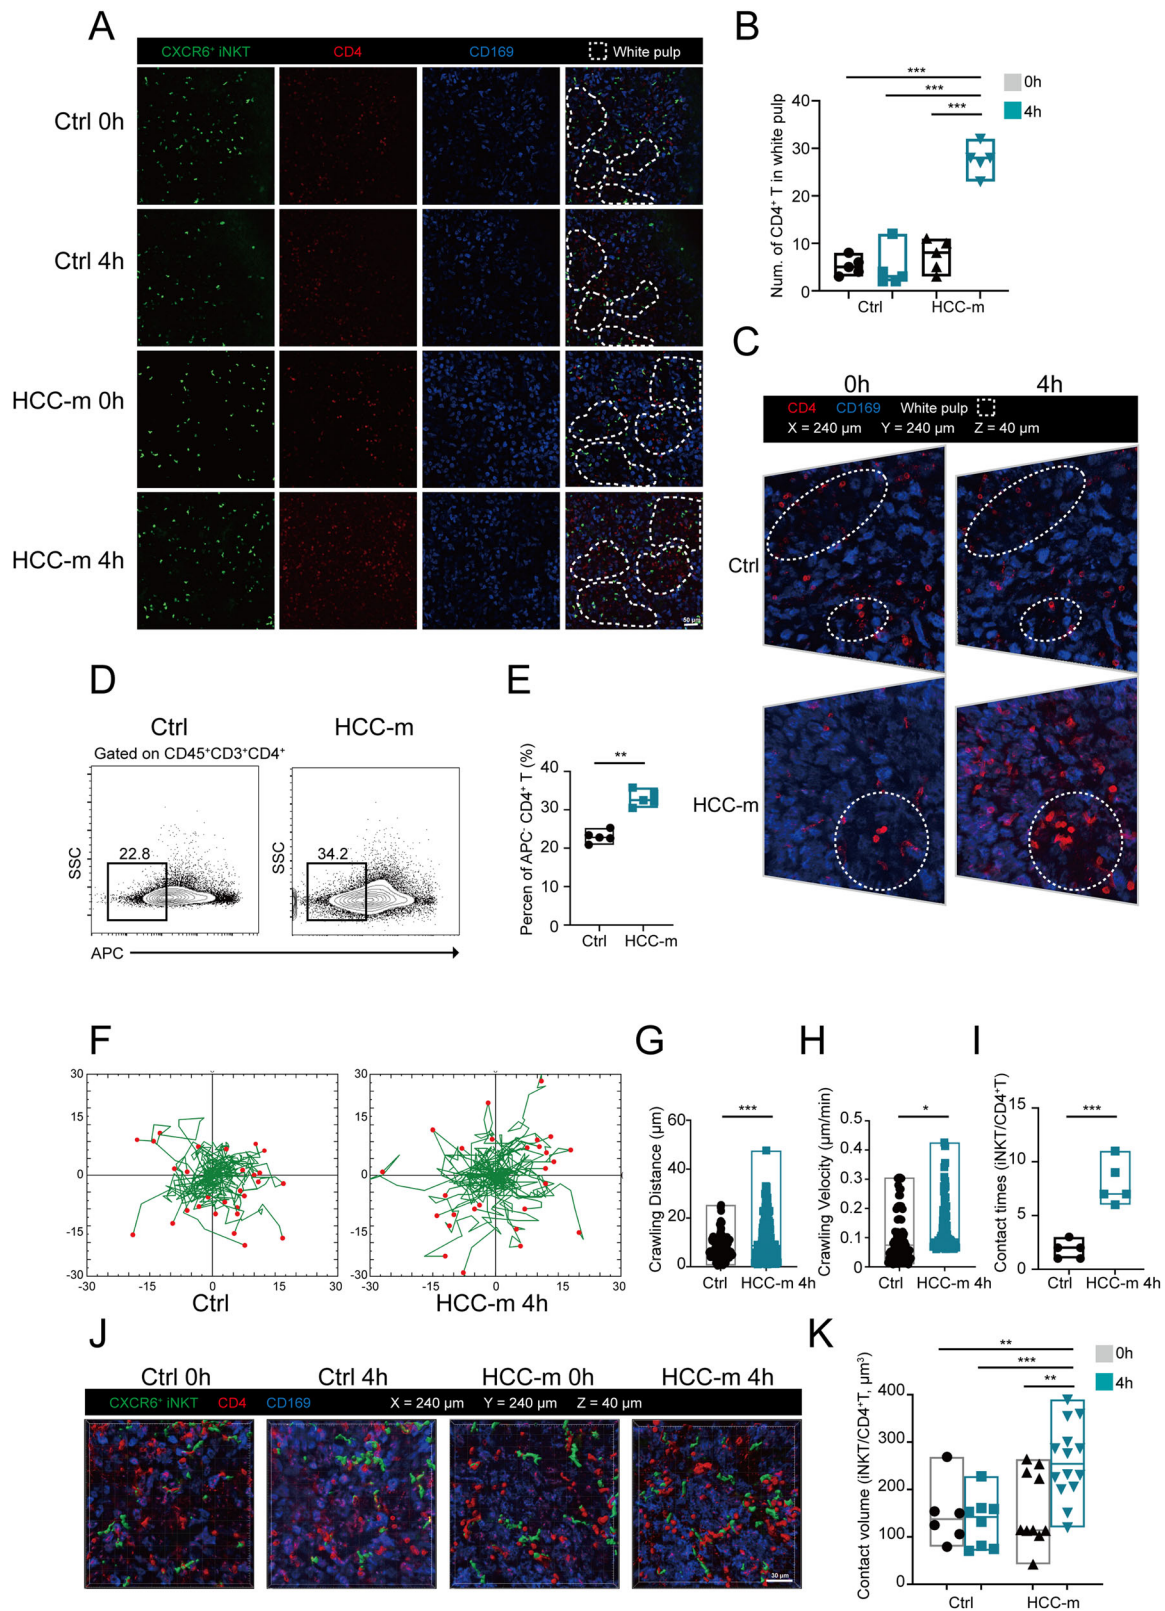 A
CXCR6⁺ iNKT CD4 CD169 White pulp
Ctrl 0h
Ctrl 4h
HCC-m 0h
HCC-m 4h
50 μm
B
Num. of CD4⁺ T in white pulp
40
30
20
10
0
*** 
***
***
0h
4h
Ctrl HCC-m
C
0h 4h
CD4 CD169 White pulp
X = 240 μm Y = 240 μm Z = 40 μm
Ctrl
HCC-m
D
Ctrl HCC-m
Gated on CD45⁺CD3⁺CD4⁺
SSC
22.8
SSC
34.2
APC
E
Percen of APC⁻ CD4⁺ T (%)
40
30
20
10
0
**
Ctrl HCC-m
F
30
15
0
-15
-30
-30 -15 0 15 30
Ctrl
30
15
0
-15
-30
-30 -15 0 15 30
HCC-m 4h
G
Crawling Distance (μm)
60
40
20
0
***
Ctrl HCC-m 4h
H
Crawling Velocity (μm/min)
0.5
0.4
0.3
0.2
0.1
0.0
*
Ctrl HCC-m 4h
I
Contact times (iNKT/CD4⁺T)
15
10
5
0
***
Ctrl HCC-m 4h
J
Ctrl 0h Ctrl 4h HCC-m 0h HCC-m 4h
CXCR6⁺ iNKT CD4 CD169 X = 240 μm Y = 240 μm Z = 40 μm
30 μm
K
Contact volume (iNKT/CD4⁺T, μm³)
400
300
200
100
0
**
***
**
0h
4h
Ctrl HCC-m